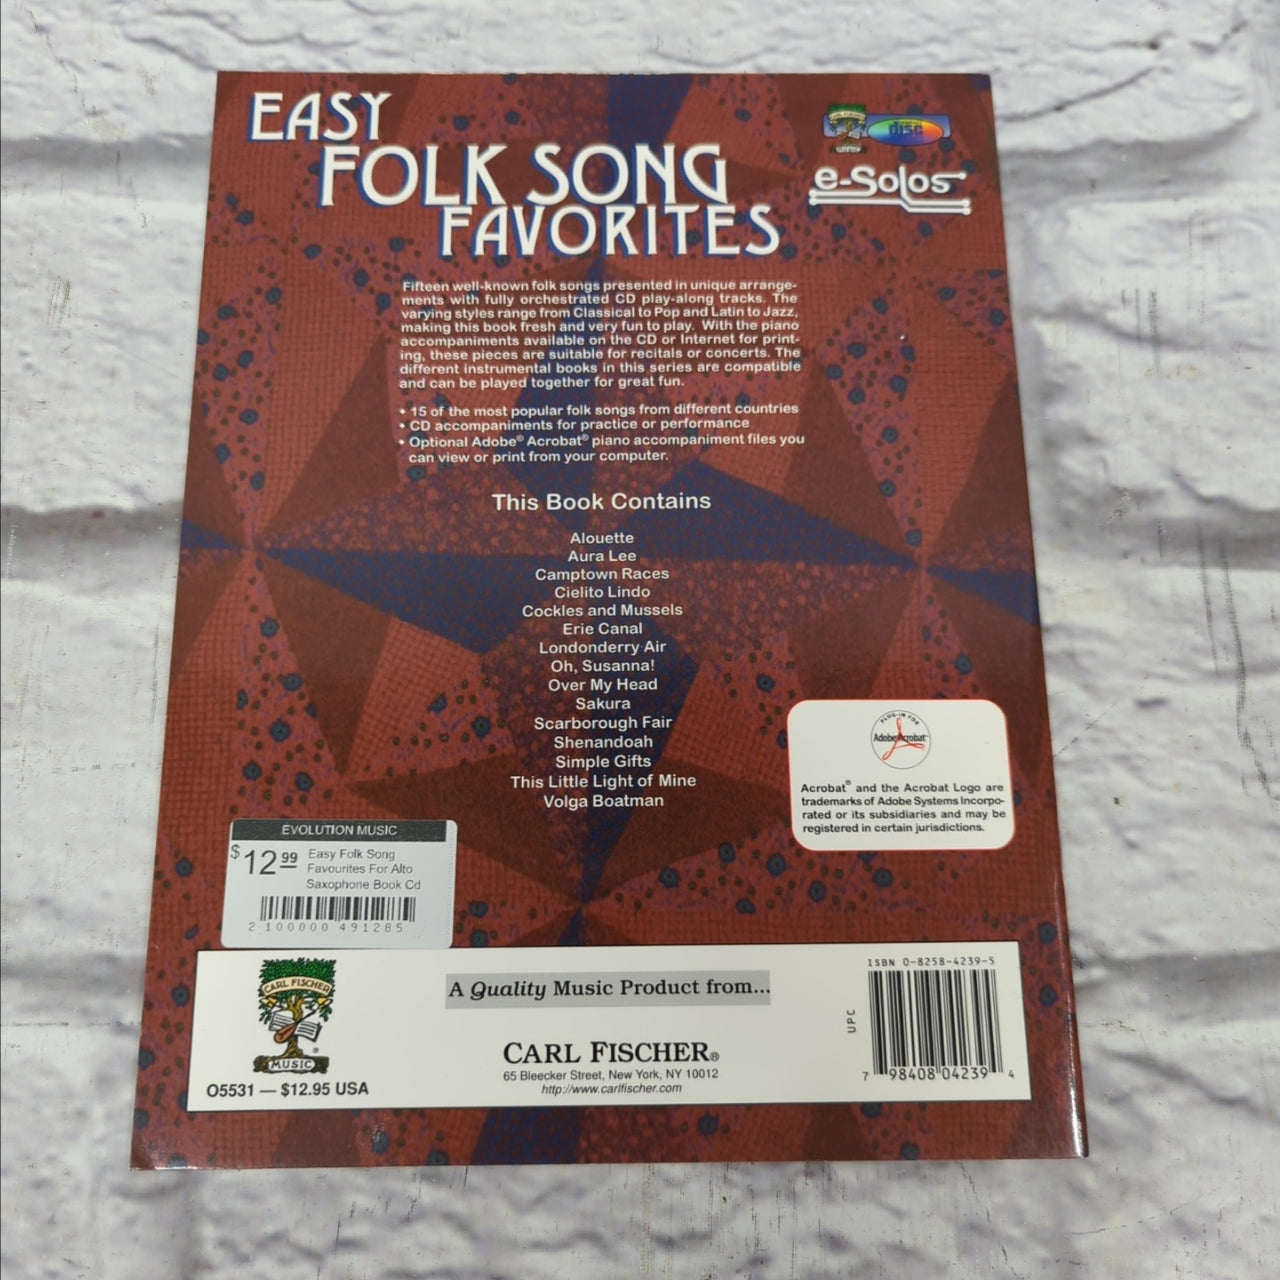 EASY
FOLK SONG
FAVORITES
CARL FISCHER
MUSIC
disc
e-Solos
Fifteen well-known folk songs presented in unique arrange-
ments with fully orchestrated CD play-along tracks. The
varying styles range from Classical to Pop and Latin to Jazz,
making this book fresh and very fun to play. With the piano
accompaniments available on the CD or Internet for print-
ing, these pieces are suitable for recitals or concerts. The
different instrumental books in this series are compatible
and can be played together for great fun.
• 15 of the most popular folk songs from different countries
• CD accompaniments for practice or performance
• Optional Adobe® Acrobat® piano accompaniment files you
can view or print from your computer.
This Book Contains
Alouette
Aura Lee
Camptown Races
Cielito Lindo
Cockles and Mussels
Erie Canal
Londonderry Air
Oh, Susanna!
Over My Head
Sakura
Scarborough Fair
Shenandoah
Simple Gifts
This Little Light of Mine
Volga Boatman
PLUG-IN FOR
Adobe Acrobat
Acrobat® and the Acrobat Logo are
trademarks of Adobe Systems Incorpo-
rated or its subsidiaries and may be
registered in certain jurisdictions.
EVOLUTION MUSIC
$12.99
Easy Folk Song
Favourites For Alto
Saxophone Book Cd
2 100000 491285
CARL FISCHER
MUSIC
®
O5531 — $12.95 USA
A Quality Music Product from...
CARL FISCHER®
65 Bleecker Street, New York, NY 10012
http://www.carlfischer.com
ISBN 0-8258-4239-5
UPC
7 98408 04239 4